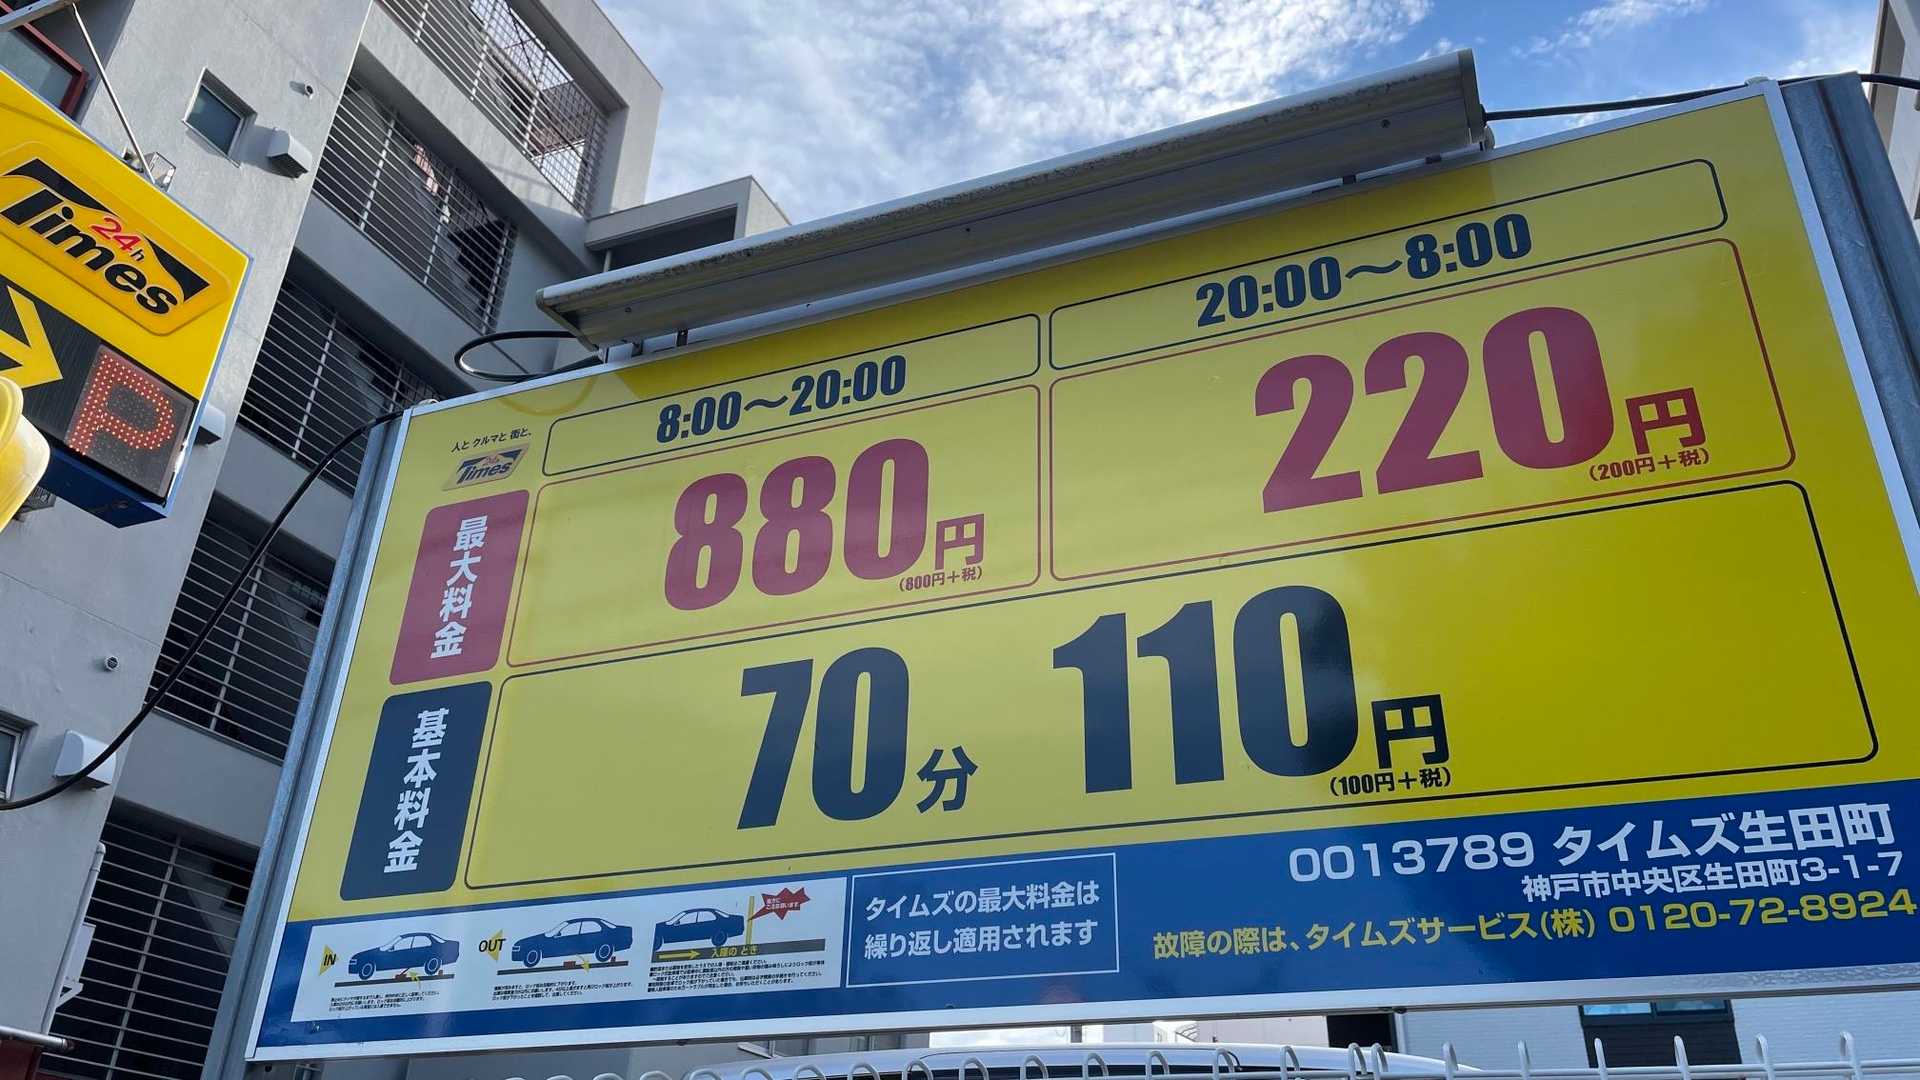 24h
Times
P
人とクルマと街と、
24h
Times
8:00〜20:00
20:00〜8:00
最大料金
880円
(800円+税)
220円
(200円+税)
基本料金
70分 110円
(100円+税)
IN
OUT
入庫のとき
タイムズの最大料金は
繰り返し適用されます
0013789 タイムズ生田町
神戸市中央区生田町3-1-7
故障の際は、タイムズサービス(株) 0120-72-8924